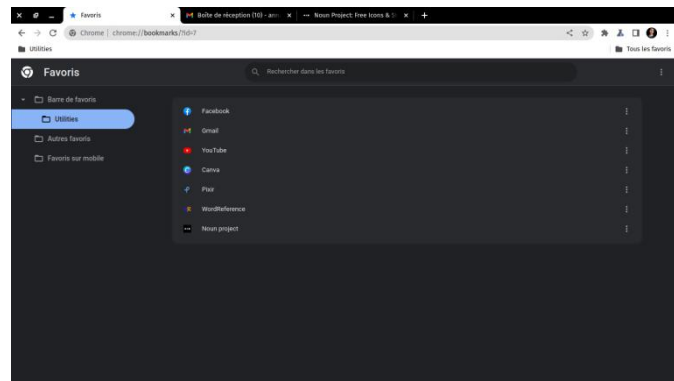 Favoris
Boîte de réception (10) - ann
Noun Project: Free Icons & S
Chrome | chrome://bookmarks/?id=7
Utilities
Tous les favoris
Favoris
Rechercher dans les favoris
Barre de favoris
Utilities
Autres favoris
Favoris sur mobile
Facebook
Gmail
YouTube
Canva
Pixlr
WordReference
Noun project